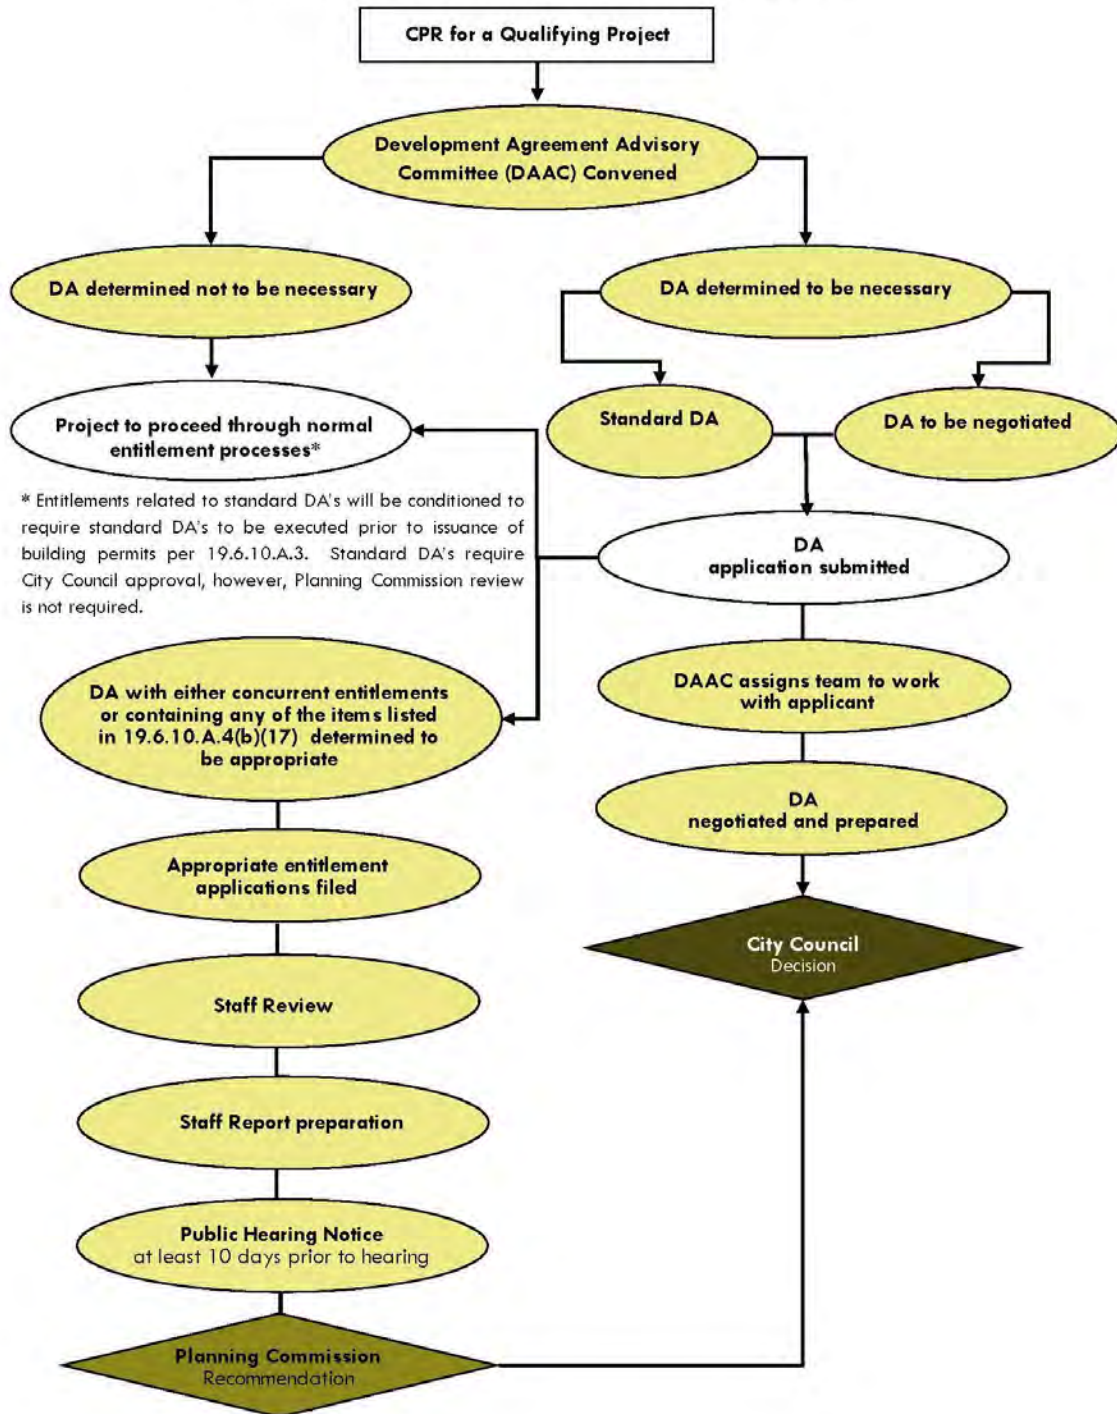 CPR for a Qualifying Project
Development Agreement Advisory
Committee (DAAC) Convened
DA determined not to be necessary
DA determined to be necessary
Project to proceed through normal
entitlement processes*
Standard DA
DA to be negotiated
* Entitlements related to standard DA's will be conditioned to
require standard DA's to be executed prior to issuance of
building permits per 19.6.10.A.3. Standard DA's require
City Council approval, however, Planning Commission review
is not required.
DA
application submitted
DA with either concurrent entitlements
or containing any of the items listed
in 19.6.10.A.4(b)(17) determined to
be appropriate
DAAC assigns team to work
with applicant
DA
negotiated and prepared
Appropriate entitlement
applications filed
City Council
Decision
Staff Review
Staff Report preparation
Public Hearing Notice
at least 10 days prior to hearing
Planning Commission
Recommendation